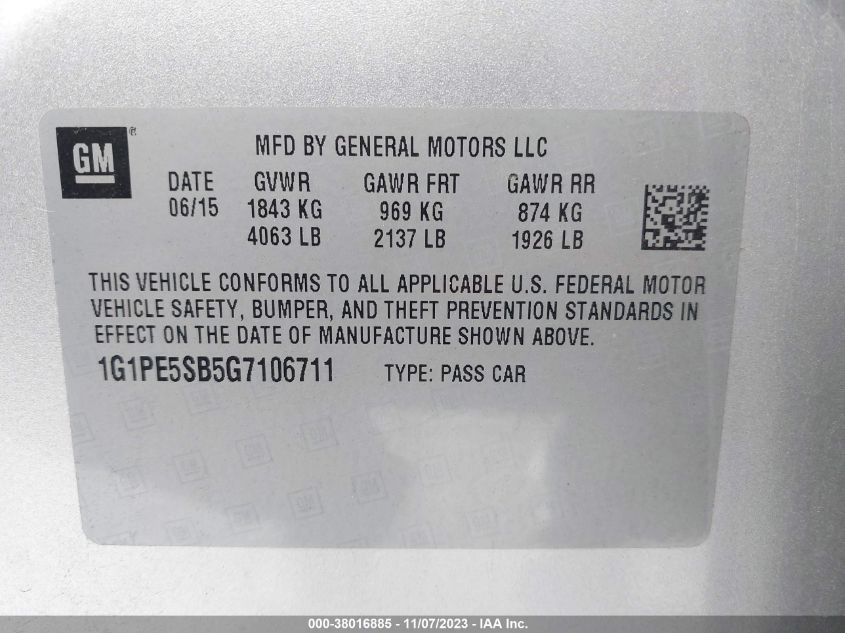 GM ®
MFD BY GENERAL MOTORS LLC
DATE GVWR GAWR FRT GAWR RR
06/15 1843 KG 969 KG 874 KG
4063 LB 2137 LB 1926 LB
THIS VEHICLE CONFORMS TO ALL APPLICABLE U.S. FEDERAL MOTOR
VEHICLE SAFETY, BUMPER, AND THEFT PREVENTION STANDARDS IN
EFFECT ON THE DATE OF MANUFACTURE SHOWN ABOVE.
1G1PE5SB5G7106711 TYPE: PASS CAR
000-38016885 - 11/07/2023 - IAA Inc.